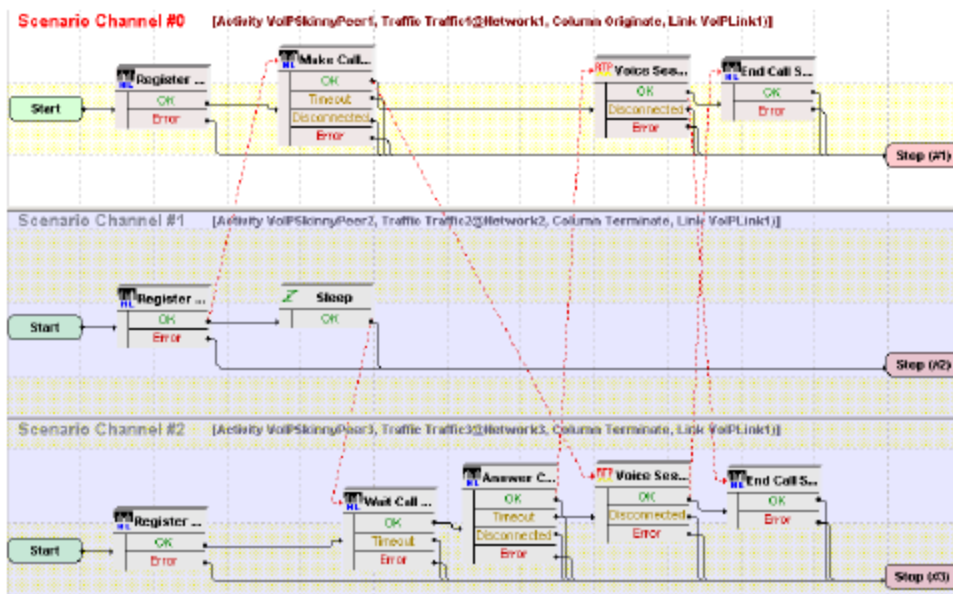 Scenario Channel #0 [Activity VoIPSkinnyPeer1, Traffic Traffic1@Network1, Column Originate, Link VoIPLink1)]
Start
Register ...
OK
Error
Make Call...
OK
Timeout
Disconnected
Error
Voice Ses...
OK
Disconnected
Error
End Call S...
OK
Error
Stop (#1)
Scenario Channel #1 [Activity VoIPSkinnyPeer2, Traffic Traffic2@Network2, Column Terminate, Link VoIPLink1)]
Start
Register ...
OK
Error
Sleep
OK
Stop (#2)
Scenario Channel #2 [Activity VoIPSkinnyPeer3, Traffic Traffic3@Network3, Column Terminate, Link VoIPLink1)]
Start
Register ...
OK
Error
Wait Call ...
OK
Timeout
Error
Answer C...
OK
Timeout
Disconnected
Error
RTP
Voice Ses...
OK
Disconnected
Error
End Call S...
OK
Error
Stop (#3)